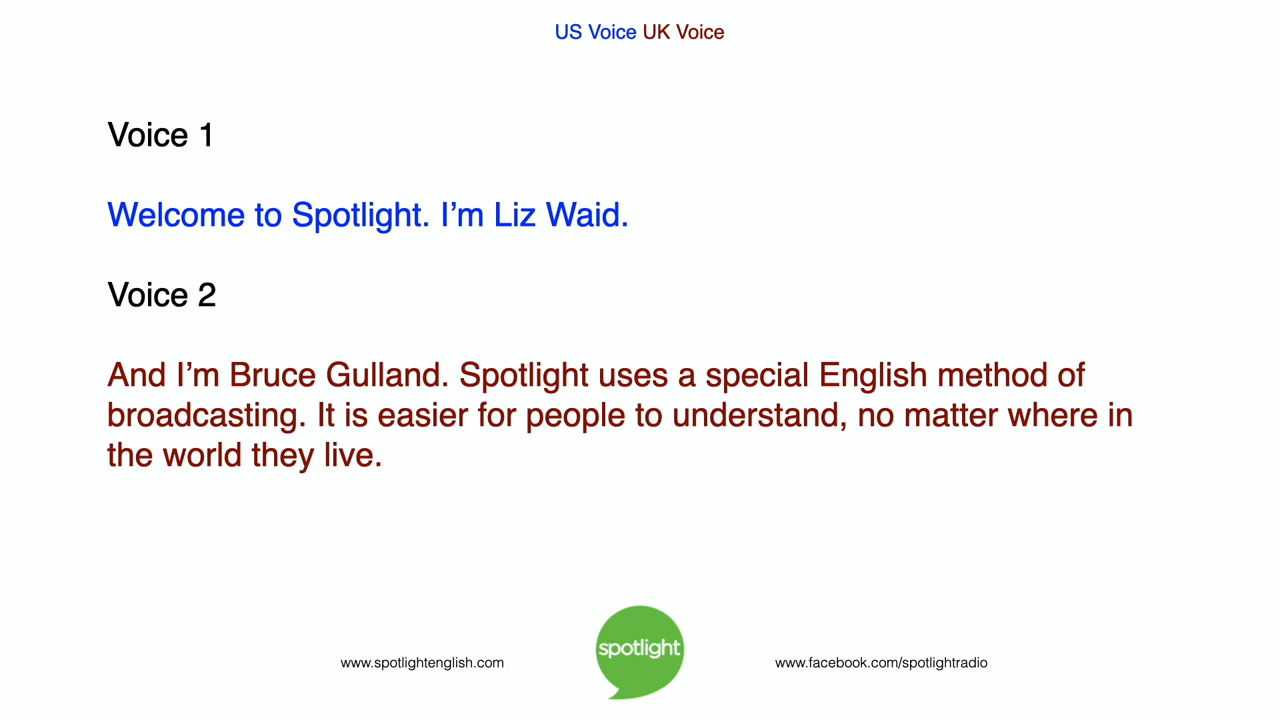 US Voice UK Voice
Voice 1
Welcome to Spotlight. I’m Liz Waid.
Voice 2
And I’m Bruce Gulland. Spotlight uses a special English method of
broadcasting. It is easier for people to understand, no matter where in
the world they live.
www.spotlightenglish.com
spotlight
www.facebook.com/spotlightradio